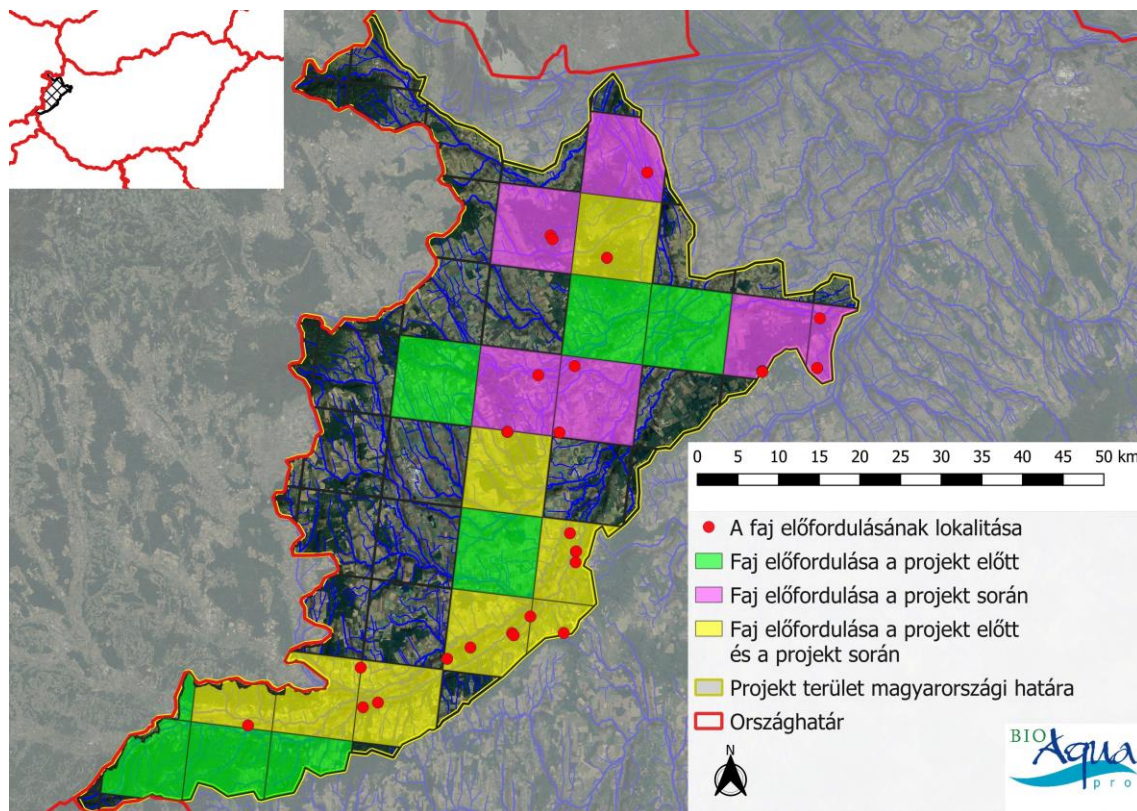 0 5 10 15 20 25 30 35 40 45 50 km
A faj előfordulásának lokalitása
Faj előfordulása a projekt előtt
Faj előfordulása a projekt során
Faj előfordulása a projekt előtt
és a projekt során
Projekt terület magyarországi határa
Országhatár
N
BIO
Aqua
pro